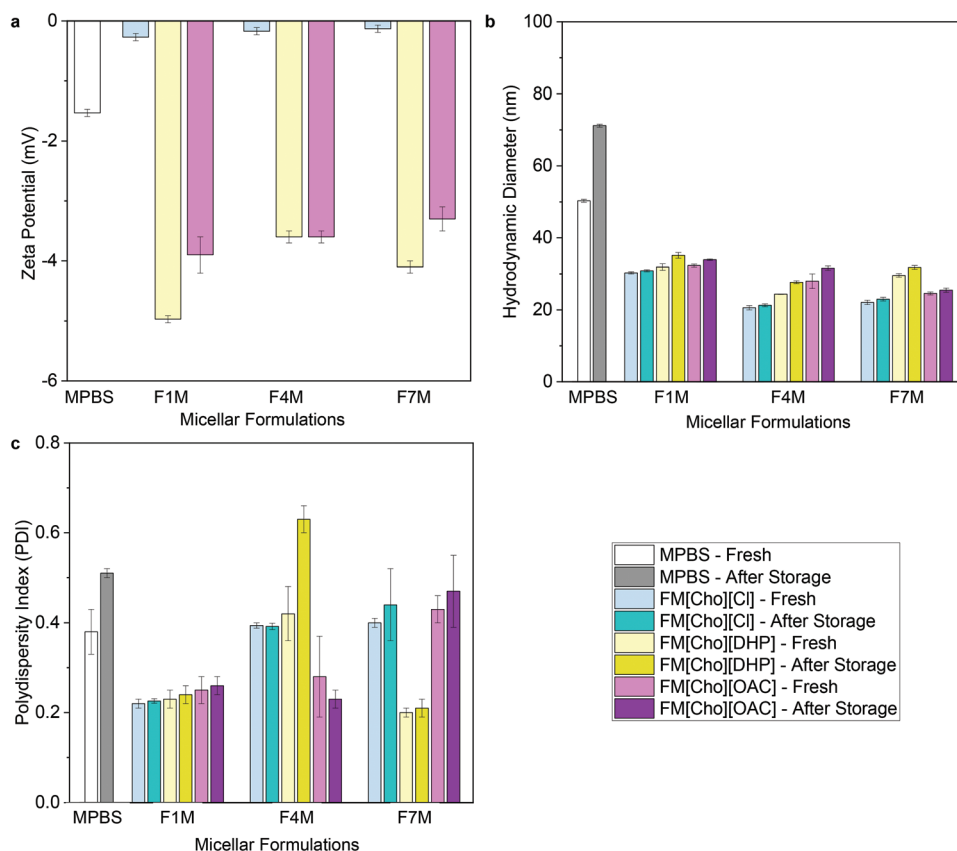 a
0
-2
-4
-6
Zeta Potential (mV)
MPBS
F1M
F4M
F7M
Micellar Formulations
b
100
80
60
40
20
0
Hydrodynamic Diameter (nm)
MPBS
F1M
F4M
F7M
Micellar Formulations
c
0.8
0.6
0.4
0.2
0.0
Polydispersity Index (PDI)
MPBS
F1M
F4M
F7M
Micellar Formulations
MPBS - Fresh
MPBS - After Storage
FM[Cho][Cl] - Fresh
FM[Cho][Cl] - After Storage
FM[Cho][DHP] - Fresh
FM[Cho][DHP] - After Storage
FM[Cho][OAC] - Fresh
FM[Cho][OAC] - After Storage